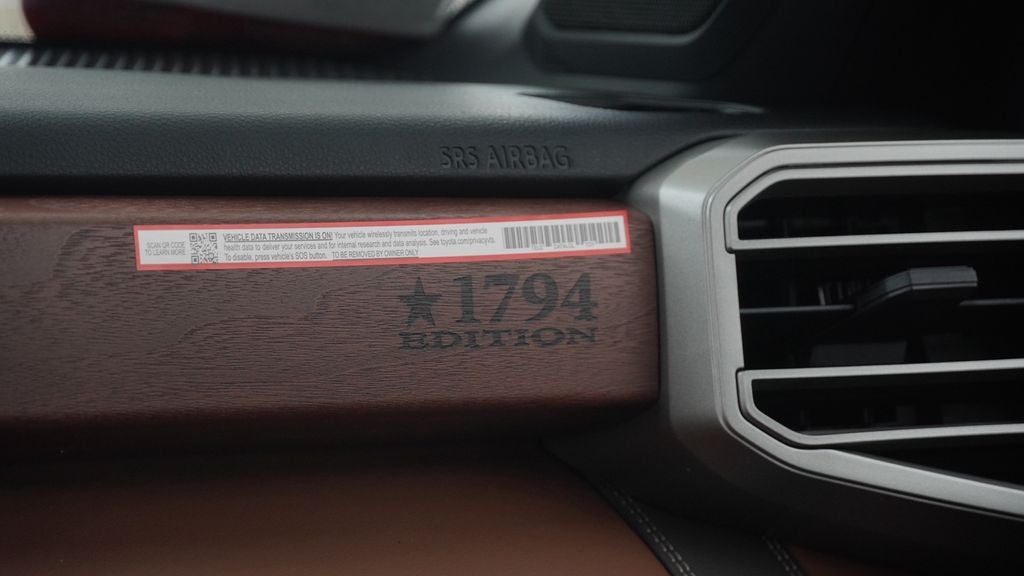 SRS AIRBAG
SCAN QR CODE
TO LEARN MORE
VEHICLE DATA TRANSMISSION IS ON! Your vehicle wirelessly transmits location, driving and vehicle
health data to deliver your services and for internal research and data analysis. See toyota.com/privacyvts.
To disable, press vehicle's SOS button. TO BE REMOVED BY OWNER ONLY
★1794
EDITION